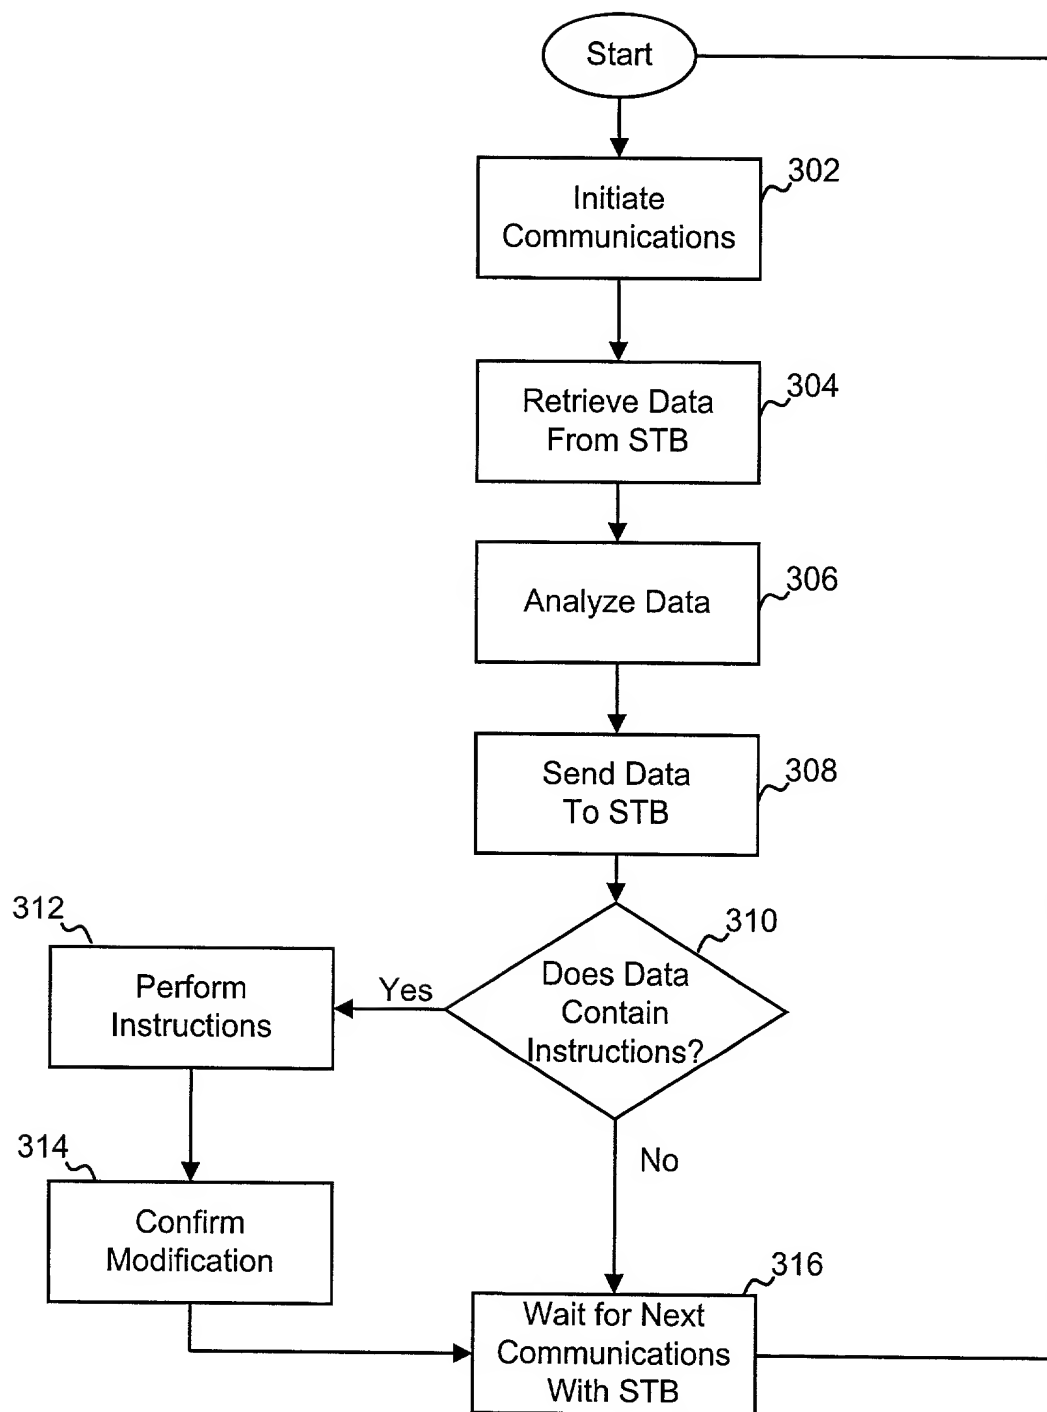 Start
302
Initiate
Communications
304
Retrieve Data
From STB
306
Analyze Data
308
Send Data
To STB
310
Does Data
Contain
Instructions?
Yes
312
Perform
Instructions
314
Confirm
Modification
No
316
Wait for Next
Communications
With STB